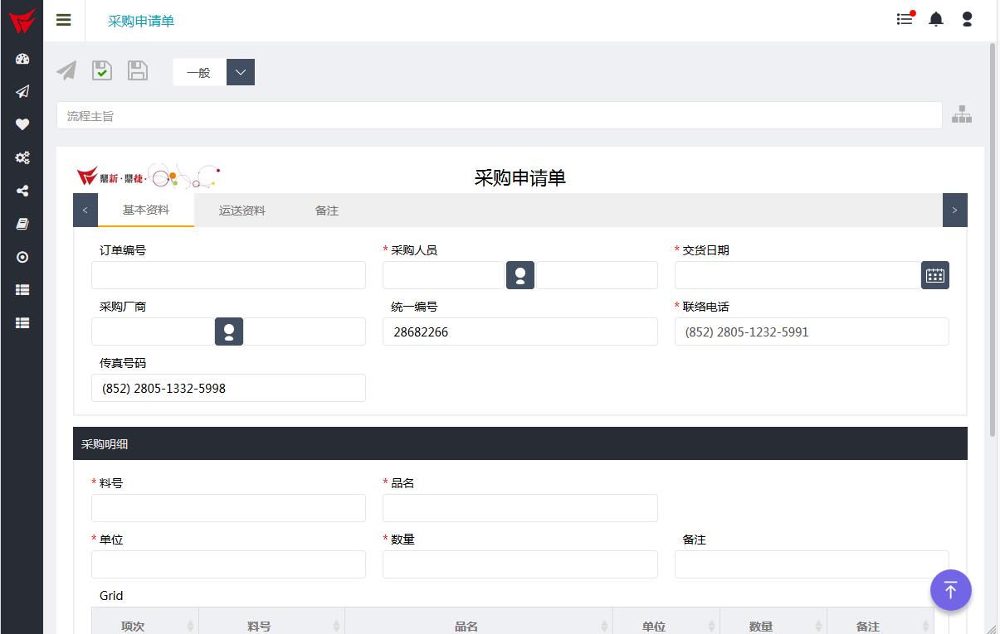 采购申请单
一般
流程主旨
鼎新·鼎捷·
采购申请单
< 基本资料 运送资料 备注 >
订单编号 * 采购人员 * 交货日期
采购厂商 统一编号 * 联络电话
28682266 (852) 2805-1232-5991
传真号码
(852) 2805-1332-5998
采购明细
* 料号 * 品名
* 单位 * 数量 备注
Grid
项次 料号 品名 单位 数量 备注